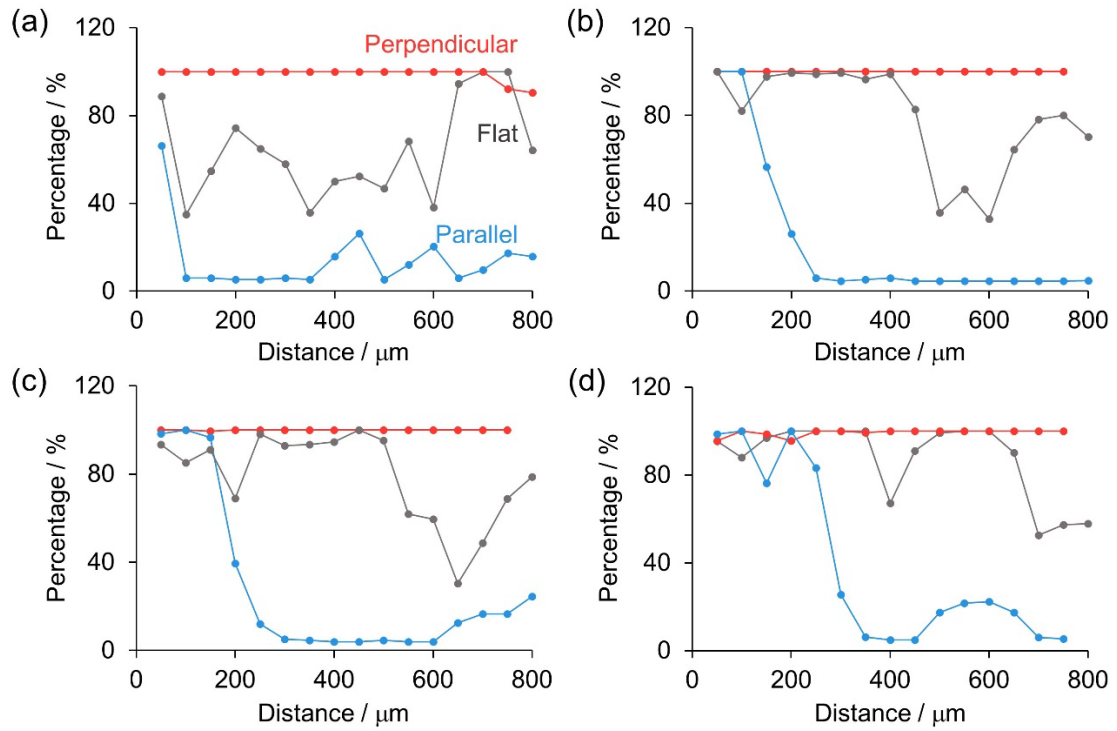 (a)
Percentage / %
120
80
40
0
Perpendicular
Flat
Parallel
0 200 400 600 800
Distance / μm
(b)
Percentage / %
120
80
40
0
0 200 400 600 800
Distance / μm
(c)
Percentage / %
120
80
40
0
0 200 400 600 800
Distance / μm
(d)
Percentage / %
120
80
40
0
0 200 400 600 800
Distance / μm